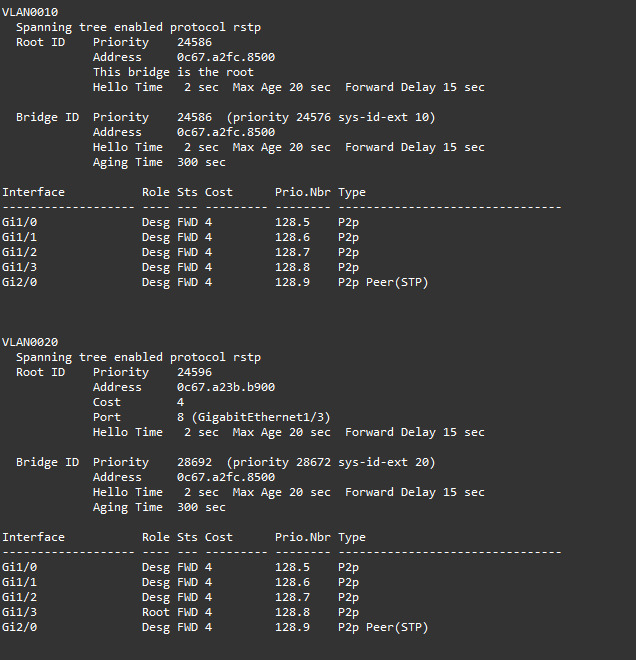 VLAN0010
  Spanning tree enabled protocol rstp
  Root ID    Priority    24586
             Address     0c67.a2fc.8500
             This bridge is the root
             Hello Time   2 sec  Max Age 20 sec  Forward Delay 15 sec

  Bridge ID  Priority    24586  (priority 24576 sys-id-ext 10)
             Address     0c67.a2fc.8500
             Hello Time   2 sec  Max Age 20 sec  Forward Delay 15 sec
             Aging Time  300 sec

Interface           Role Sts Cost      Prio.Nbr Type
------------------- ---- --- --------- -------- --------------------------------
Gi1/0               Desg FWD 4         128.5    P2p
Gi1/1               Desg FWD 4         128.6    P2p
Gi1/2               Desg FWD 4         128.7    P2p
Gi1/3               Desg FWD 4         128.8    P2p
Gi2/0               Desg FWD 4         128.9    P2p Peer(STP)

VLAN0020
  Spanning tree enabled protocol rstp
  Root ID    Priority    24596
             Address     0c67.a23b.b900
             Cost        4
             Port        8 (GigabitEthernet1/3)
             Hello Time   2 sec  Max Age 20 sec  Forward Delay 15 sec

  Bridge ID  Priority    28692  (priority 28672 sys-id-ext 20)
             Address     0c67.a2fc.8500
             Hello Time   2 sec  Max Age 20 sec  Forward Delay 15 sec
             Aging Time  300 sec

Interface           Role Sts Cost      Prio.Nbr Type
------------------- ---- --- --------- -------- --------------------------------
Gi1/0               Desg FWD 4         128.5    P2p
Gi1/1               Desg FWD 4         128.6    P2p
Gi1/2               Desg FWD 4         128.7    P2p
Gi1/3               Root FWD 4         128.8    P2p
Gi2/0               Desg FWD 4         128.9    P2p Peer(STP)